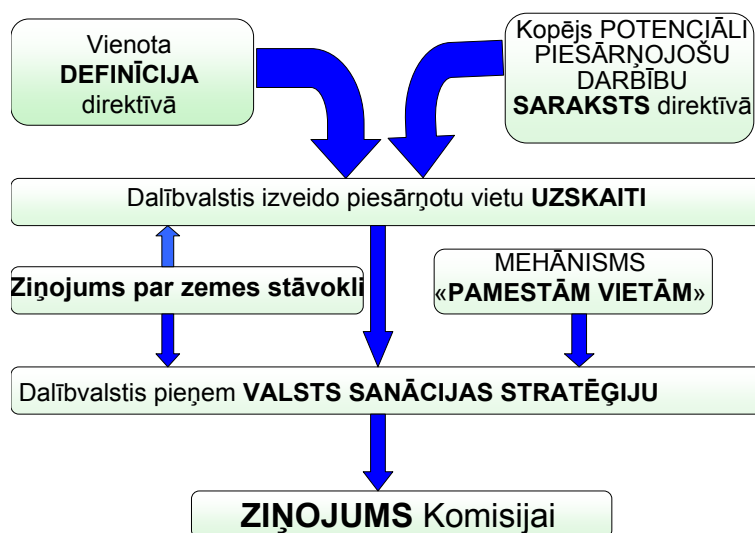 Vienota
DEFINĪCIJA
direktīvā
Kopējs POTENCIĀLI
PIESĀRŅOJOŠU
DARBĪBU
SARAKSTS direktīvā
Dalībvalstis izveido piesārņotu vietu UZSKAITI
Ziņojums par zemes stāvokli
MEHĀNISMS
«PAMESTĀM VIETĀM»
Dalībvalstis pieņem VALSTS SANĀCIJAS STRATĒĢIJU
ZIŅOJUMS Komisijai